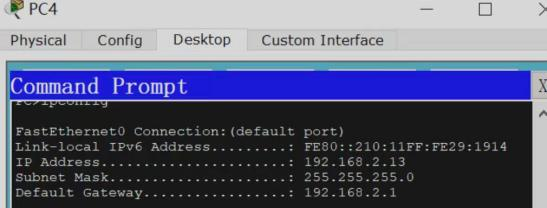 PC4
Physical Config Desktop Custom Interface
Command Prompt X
PC>ipconfig
FastEthernet0 Connection:(default port)
Link-local IPv6 Address.........: FE80::210:11FF:FE29:1914
IP Address......................: 192.168.2.13
Subnet Mask.....................: 255.255.255.0
Default Gateway.................: 192.168.2.1